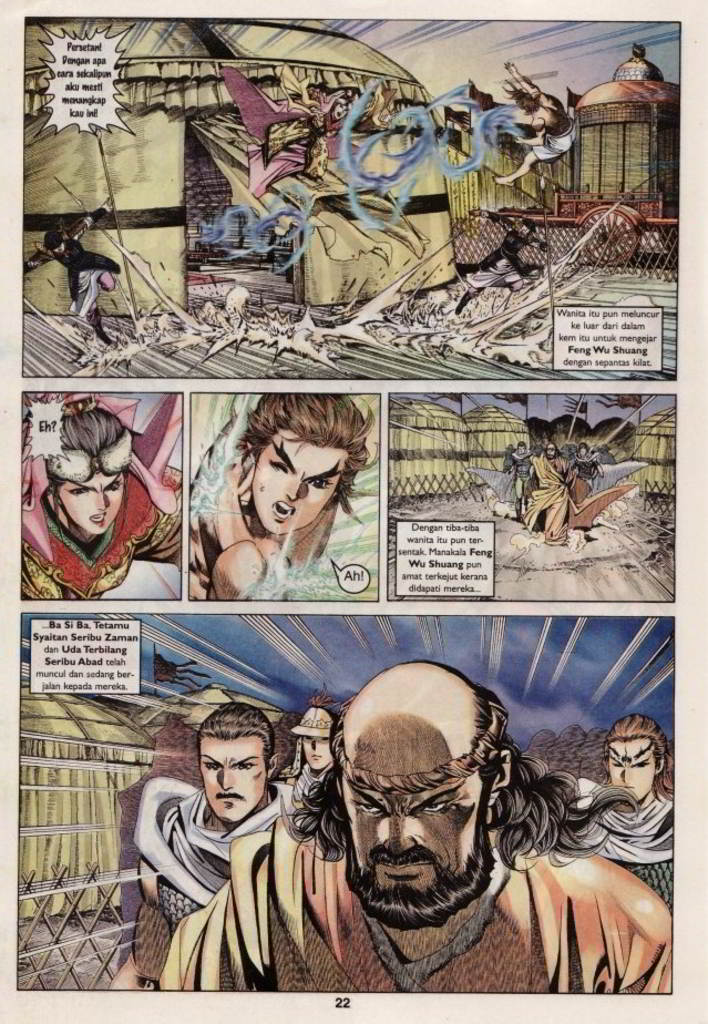 Persetan!
Dengan apa
cara sekalipun
aku mesti
menangkap
kau ini!
Wanita itu pun meluncur
ke luar dari dalam
kem itu untuk mengejar
Feng Wu Shuang
dengan sepantas kilat.
Eh?
Ah!
Dengan tiba-tiba
wanita itu pun ter-
sentak. Manakala Feng
Wu Shuang pun
amat terkejut kerana
didapati mereka...
...Ba Si Ba, Tetamu
Syaitan Seribu Zaman
dan Uda Terbilang
Seribu Abad telah
muncul dan sedang ber-
jalan kepada mereka.
22